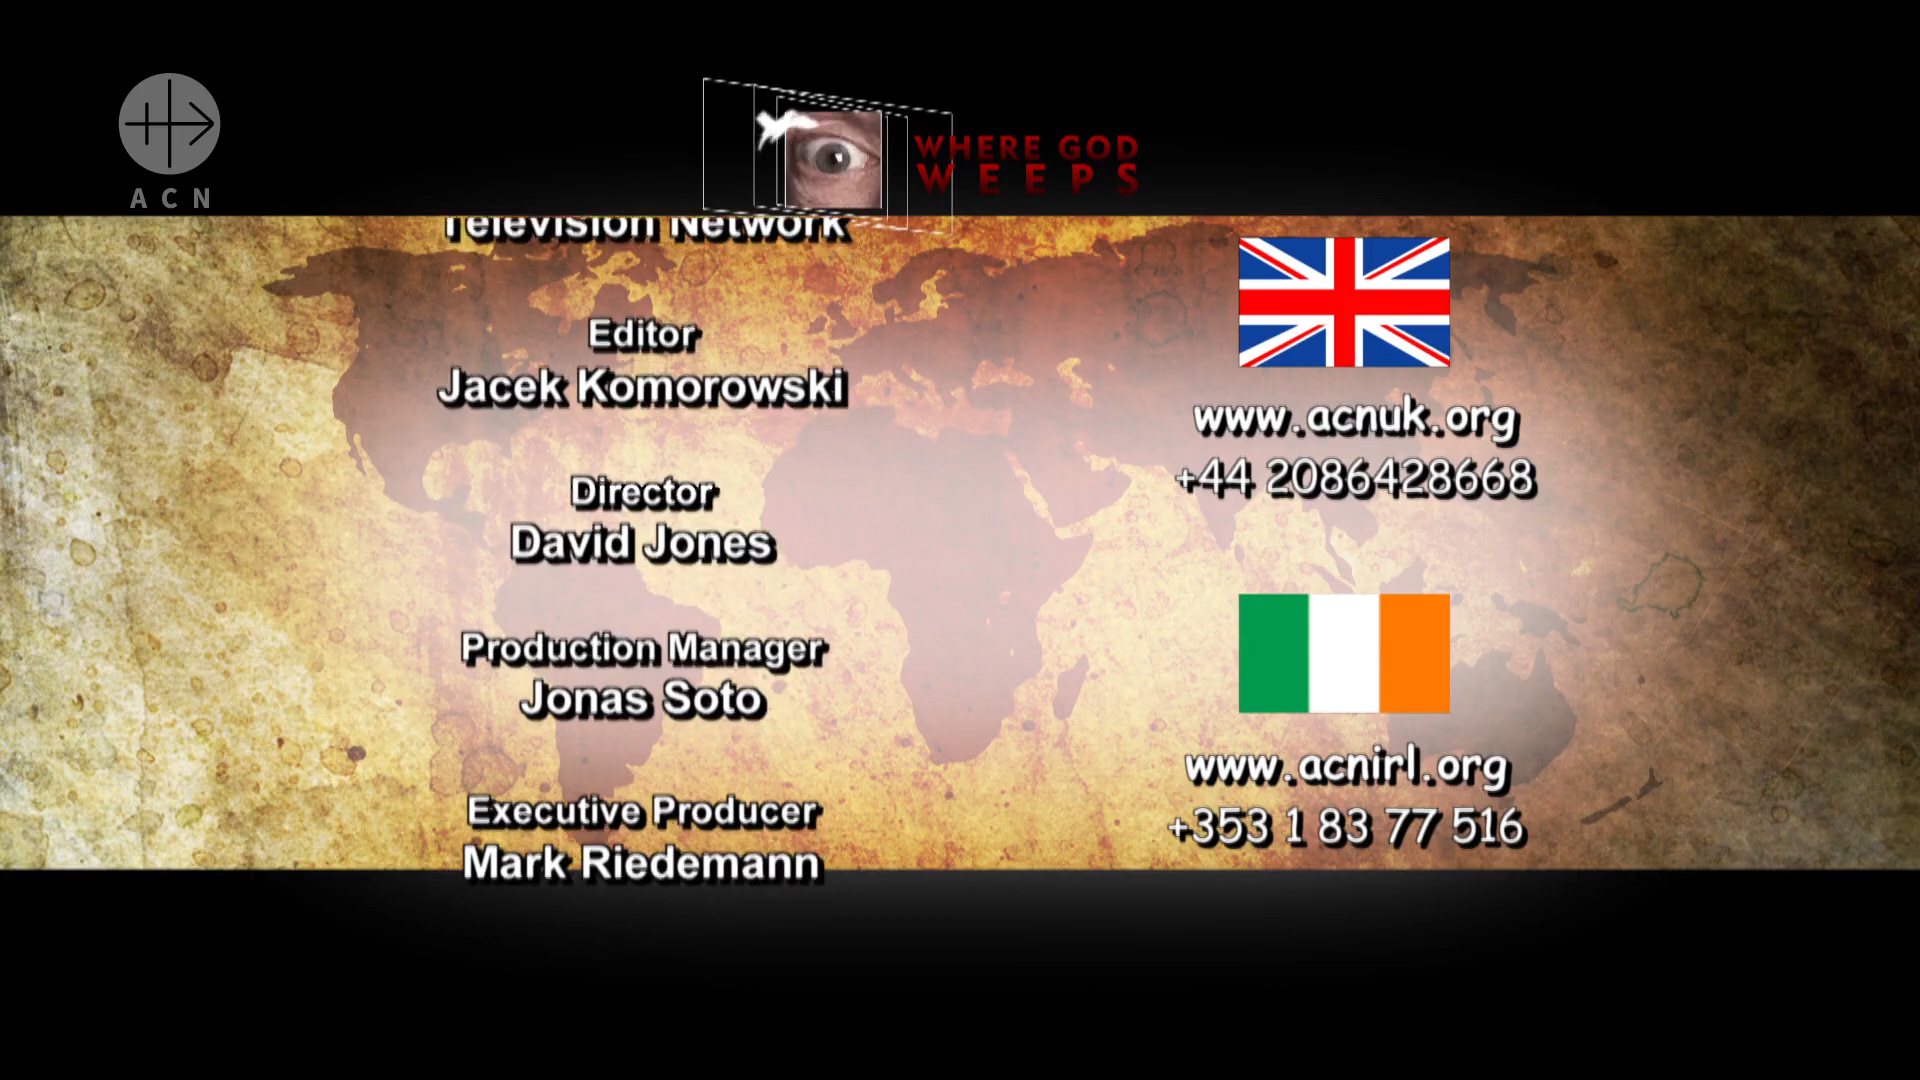 ACN
WHERE GOD
WEEPS
Television Network
Editor
Jacek Komorowski
Director
David Jones
Production Manager
Jonas Soto
Executive Producer
Mark Riedemann
www.acnuk.org
+44 2086428668
www.acnirl.org
+353 1 83 77 516